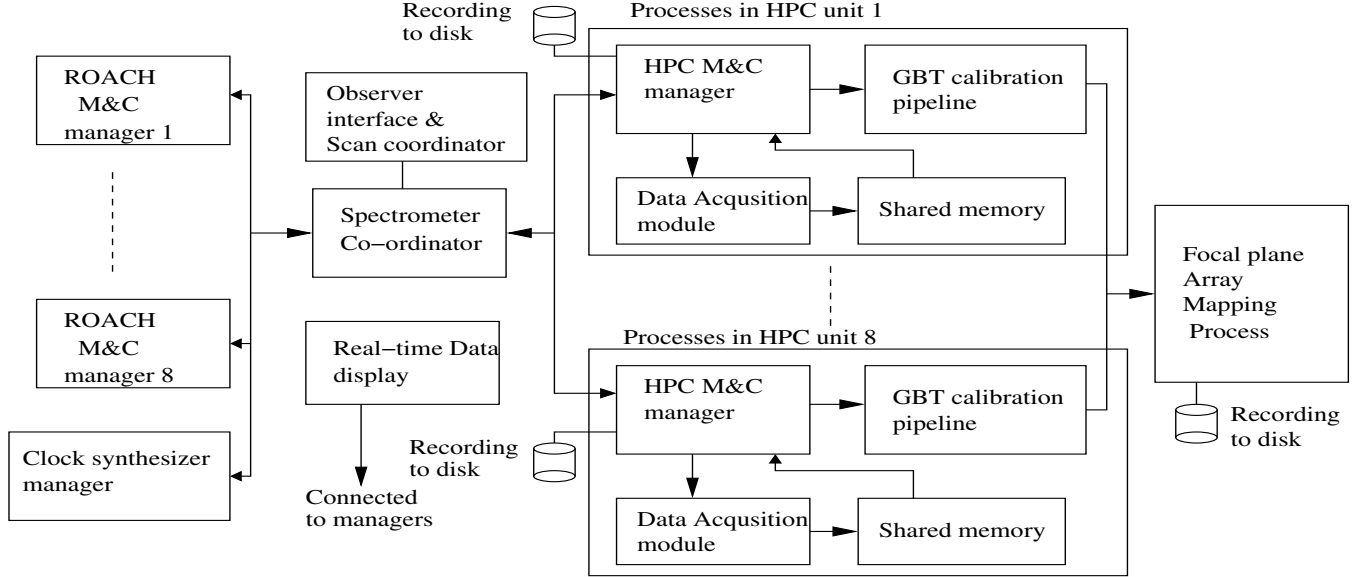 ROACH
M&C
manager 1
ROACH
M&C
manager 8
Clock synthesizer
manager
Observer
interface &
Scan coordinator
Spectrometer
Co−ordinator
Real−time Data
display
Connected
to managers
Recording
to disk
Processes in HPC unit 1
HPC M&C
manager
GBT calibration
pipeline
Data Acqusition
module
Shared memory
Processes in HPC unit 8
HPC M&C
manager
GBT calibration
pipeline
Recording
to disk
Data Acqusition
module
Shared memory
Focal plane
Array
Mapping
Process
Recording
to disk